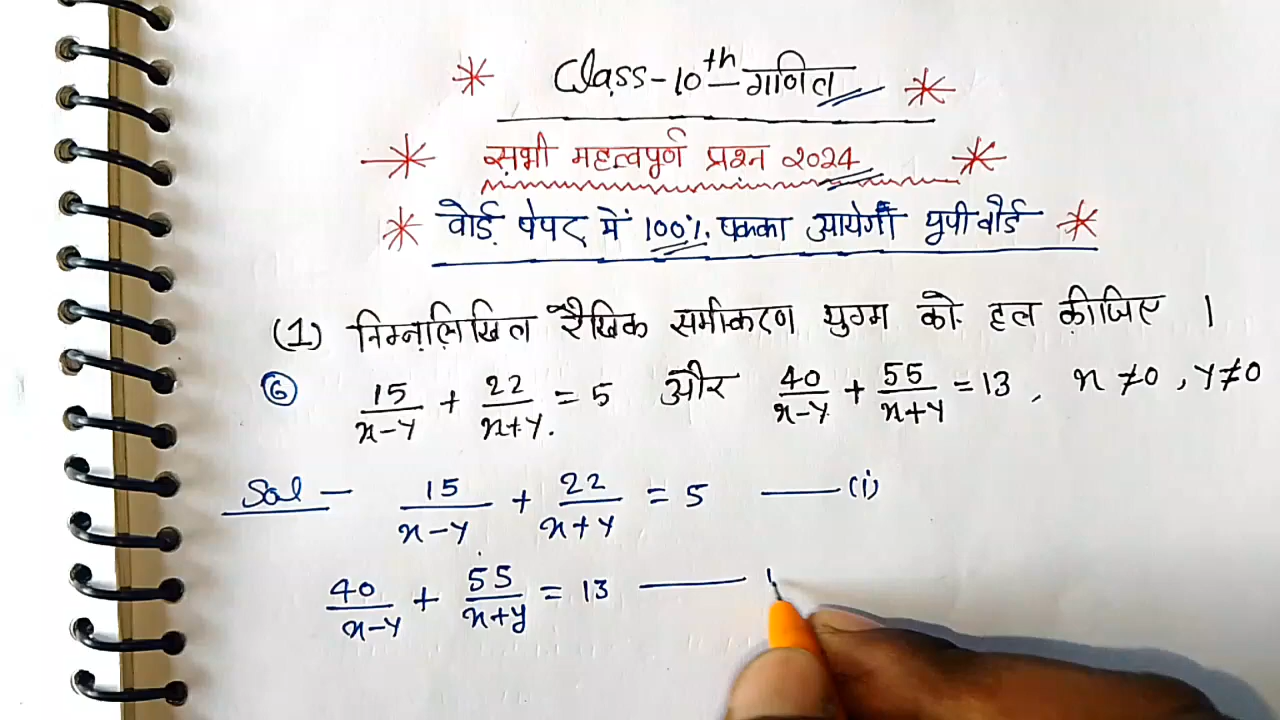 Class-10th-गणित
सभी महत्वपूर्ण प्रश्न २०24
वोर्ड पेपर में 100% पक्का आयेगी यूपी वोर्ड
(1) निम्नलिखित रैखिक समीकरण युग्म को हल कीजिए ।
⑥ 15/(x-y) + 22/(x+y) = 5 और 40/(x-y) + 55/(x+y) = 13, x ≠ 0, y ≠ 0
Sol - 15/(x-y) + 22/(x+y) = 5 —— (i)
40/(x-y) + 55/(x+y) = 13 ——